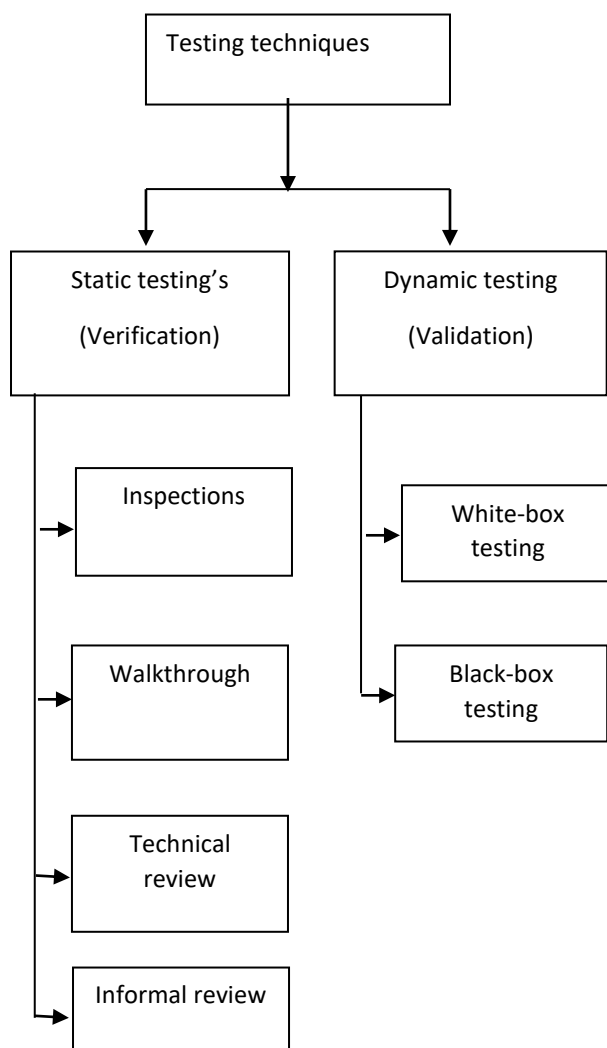 Testing techniques
Static testing’s
(Verification)
Dynamic testing
(Validation)
Inspections
White-box
testing
Walkthrough
Black-box
testing
Technical
review
Informal review